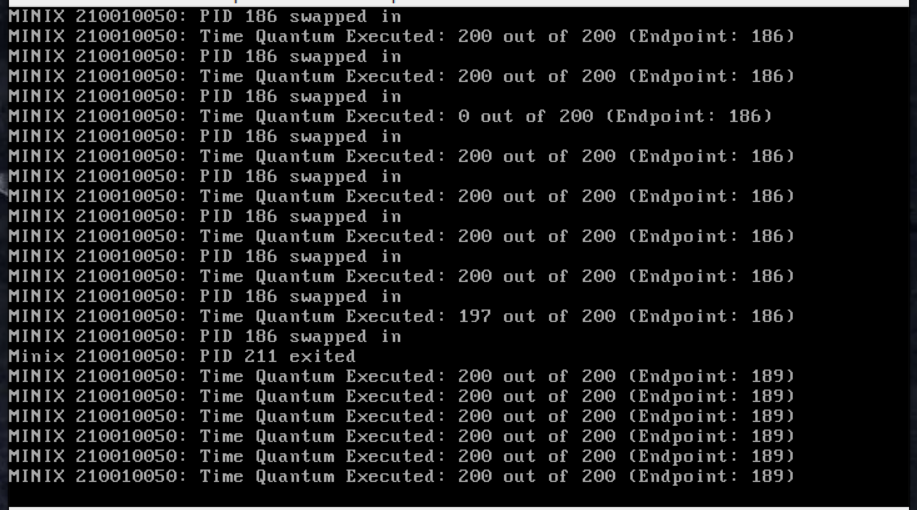 MINIX 210010050: PID 186 swapped in
MINIX 210010050: Time Quantum Executed: 200 out of 200 (Endpoint: 186)
MINIX 210010050: PID 186 swapped in
MINIX 210010050: Time Quantum Executed: 200 out of 200 (Endpoint: 186)
MINIX 210010050: PID 186 swapped in
MINIX 210010050: Time Quantum Executed: 0 out of 200 (Endpoint: 186)
MINIX 210010050: PID 186 swapped in
MINIX 210010050: Time Quantum Executed: 200 out of 200 (Endpoint: 186)
MINIX 210010050: PID 186 swapped in
MINIX 210010050: Time Quantum Executed: 200 out of 200 (Endpoint: 186)
MINIX 210010050: PID 186 swapped in
MINIX 210010050: Time Quantum Executed: 200 out of 200 (Endpoint: 186)
MINIX 210010050: PID 186 swapped in
MINIX 210010050: Time Quantum Executed: 200 out of 200 (Endpoint: 186)
MINIX 210010050: PID 186 swapped in
MINIX 210010050: Time Quantum Executed: 197 out of 200 (Endpoint: 186)
MINIX 210010050: PID 186 swapped in
Minix 210010050: PID 211 exited
MINIX 210010050: Time Quantum Executed: 200 out of 200 (Endpoint: 189)
MINIX 210010050: Time Quantum Executed: 200 out of 200 (Endpoint: 189)
MINIX 210010050: Time Quantum Executed: 200 out of 200 (Endpoint: 189)
MINIX 210010050: Time Quantum Executed: 200 out of 200 (Endpoint: 189)
MINIX 210010050: Time Quantum Executed: 200 out of 200 (Endpoint: 189)
MINIX 210010050: Time Quantum Executed: 200 out of 200 (Endpoint: 189)